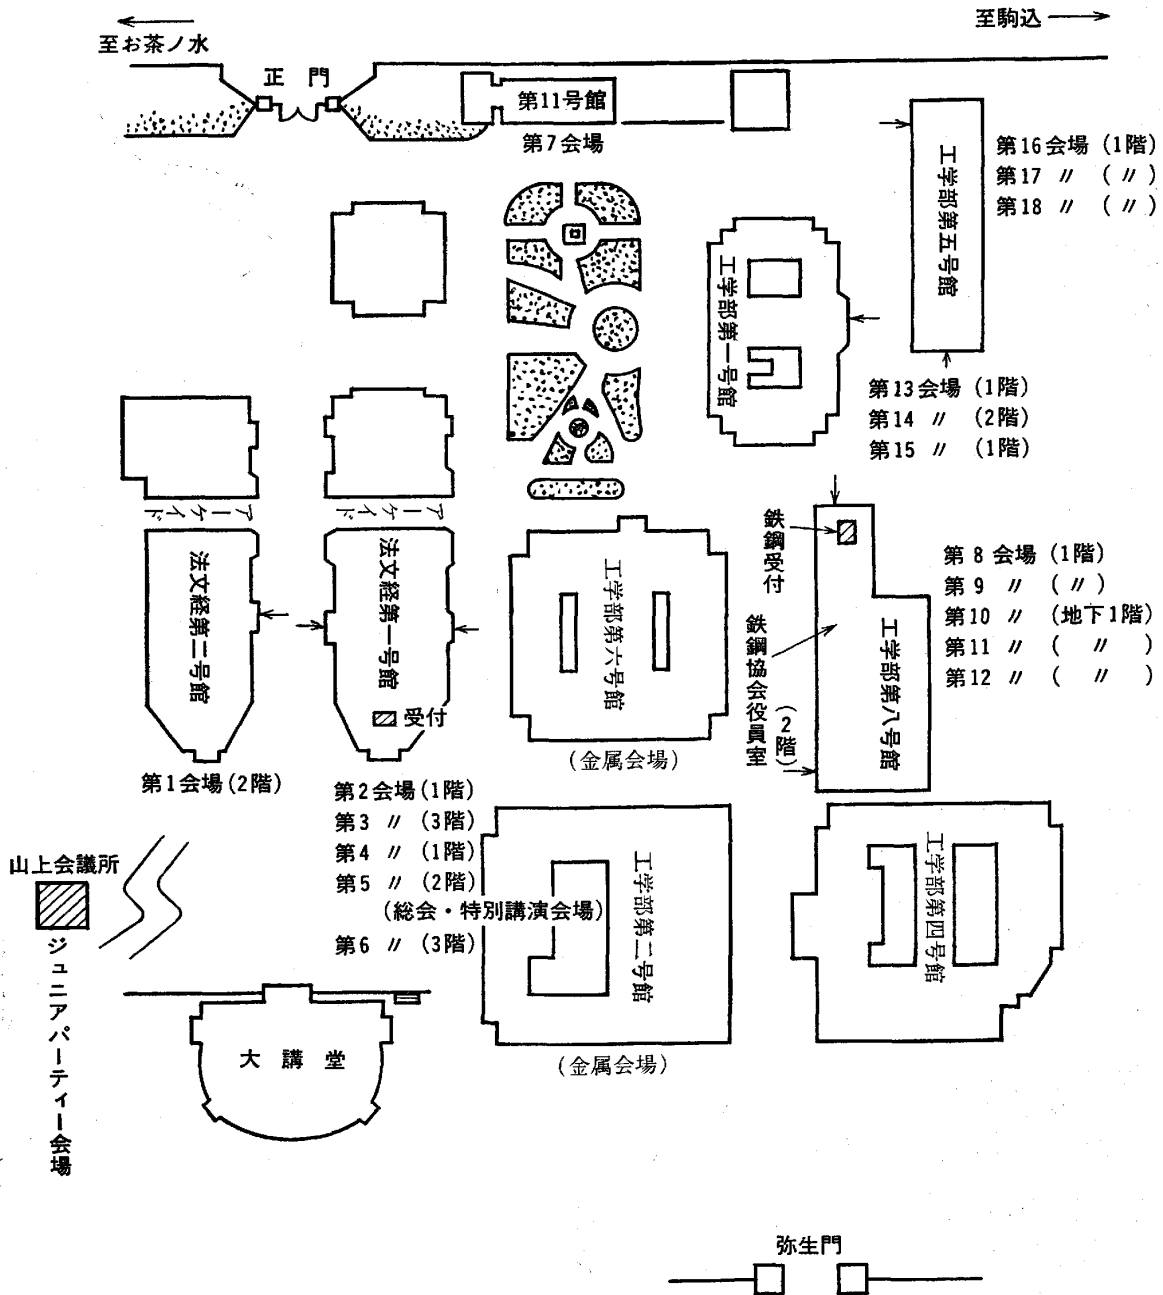 至お茶ノ水
至駒込
正門
第11号館
第7会場
工学部第五号館
第16会場 (1階)
第17 〃 (〃)
第18 〃 (〃)
工学部第一号館
第13会場 (1階)
第14 〃 (2階)
第15 〃 (1階)
アーケイド
アーケイド
法文経第二号館
法文経第一号館
受付
工学部第六号館
(金属会場)
鉄鋼受付
鉄鋼協会役員室(2階)
工学部第八号館
第8会場 (1階)
第9 〃 (〃)
第10 〃 (地下1階)
第11 〃 (〃)
第12 〃 (〃)
第1会場(2階)
第2会場(1階)
第3 〃 (3階)
第4 〃 (1階)
第5 〃 (2階)
(総会・特別講演会場)
第6 〃 (3階)
工学部第二号館
(金属会場)
工学部第四号館
山上会議所
ジュニアパーティー会場
大講堂
弥生門